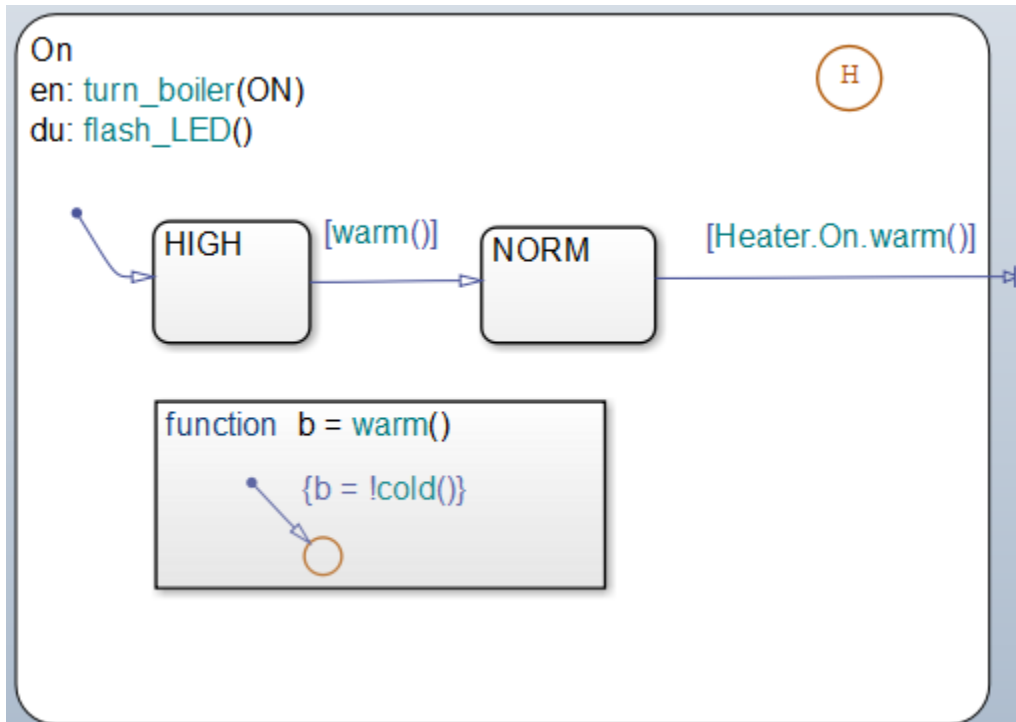 On
H
en: turn_boiler(ON)
du: flash_LED()
HIGH
[warm()]
NORM
[Heater.On.warm()]
function b = warm()
{b = !cold()}